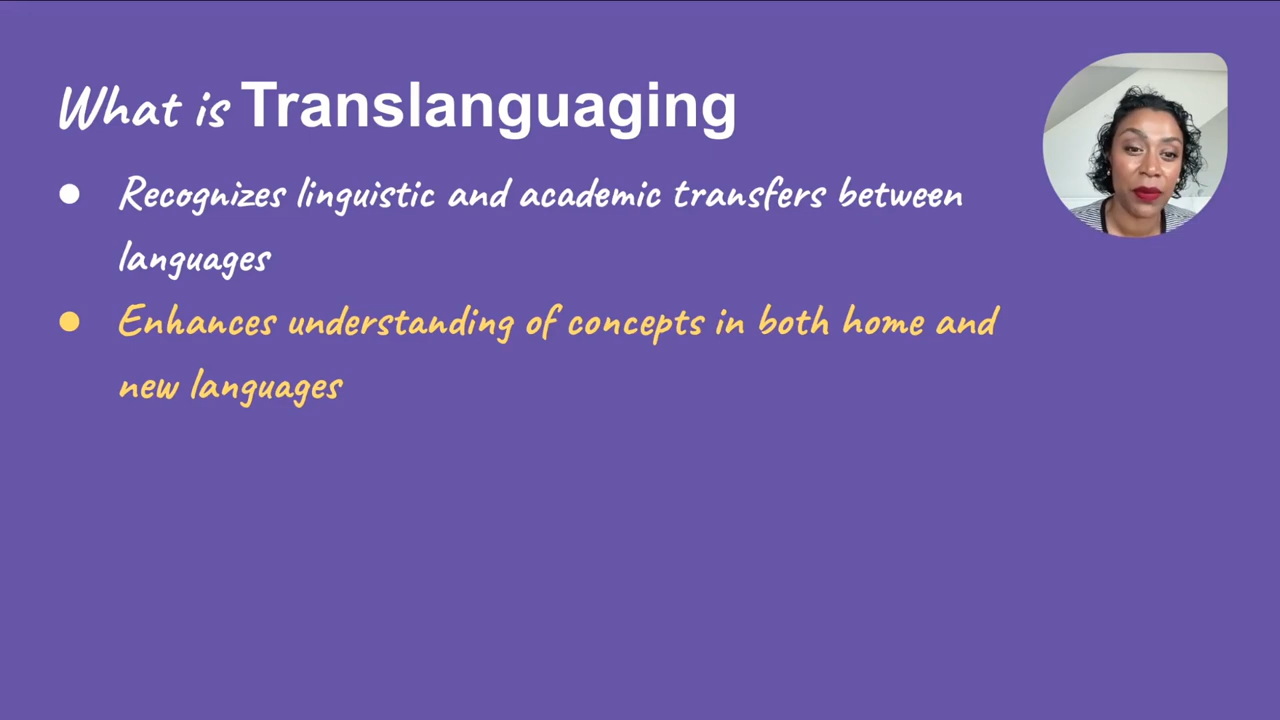 What is Translanguaging
● Recognizes linguistic and academic transfers between
languages
● Enhances understanding of concepts in both home and
new languages